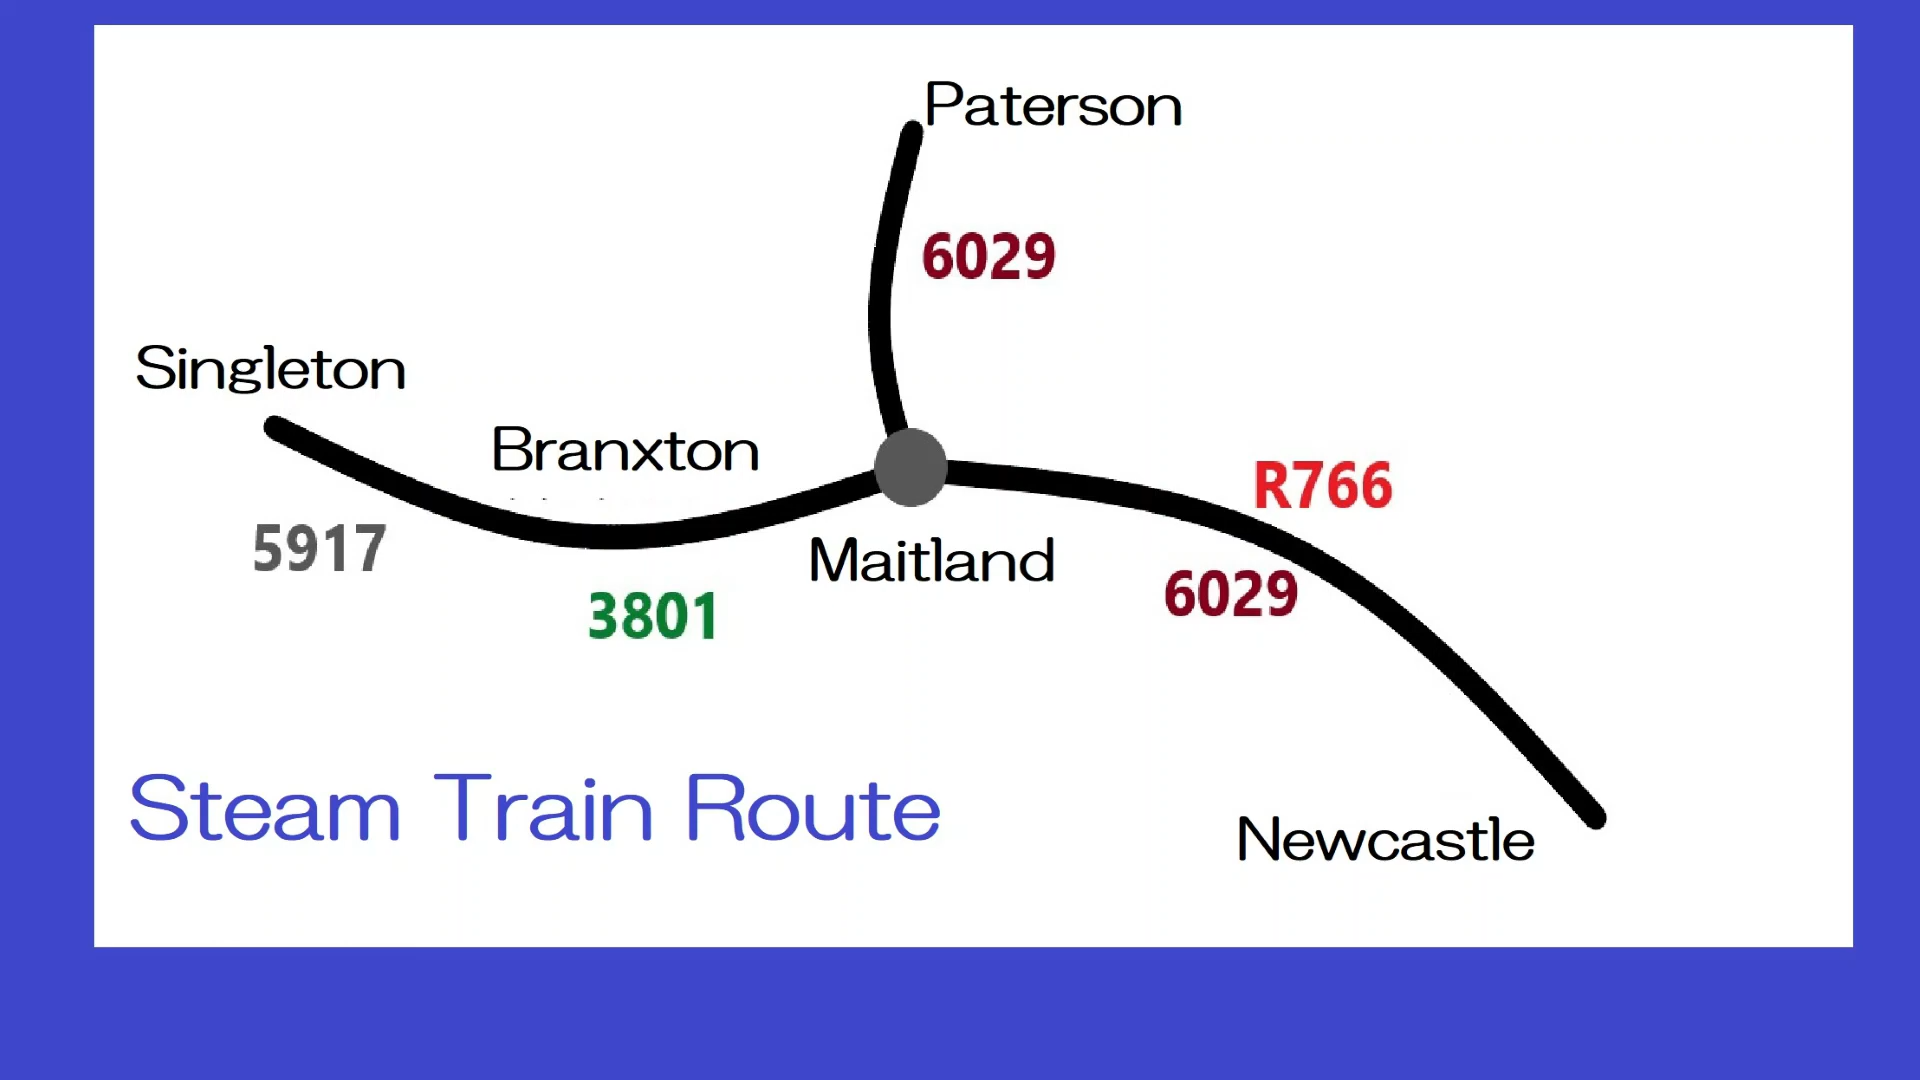 Paterson
6029
Singleton
Branxton
R766
5917
Maitland
6029
3801
Steam Train Route
Newcastle